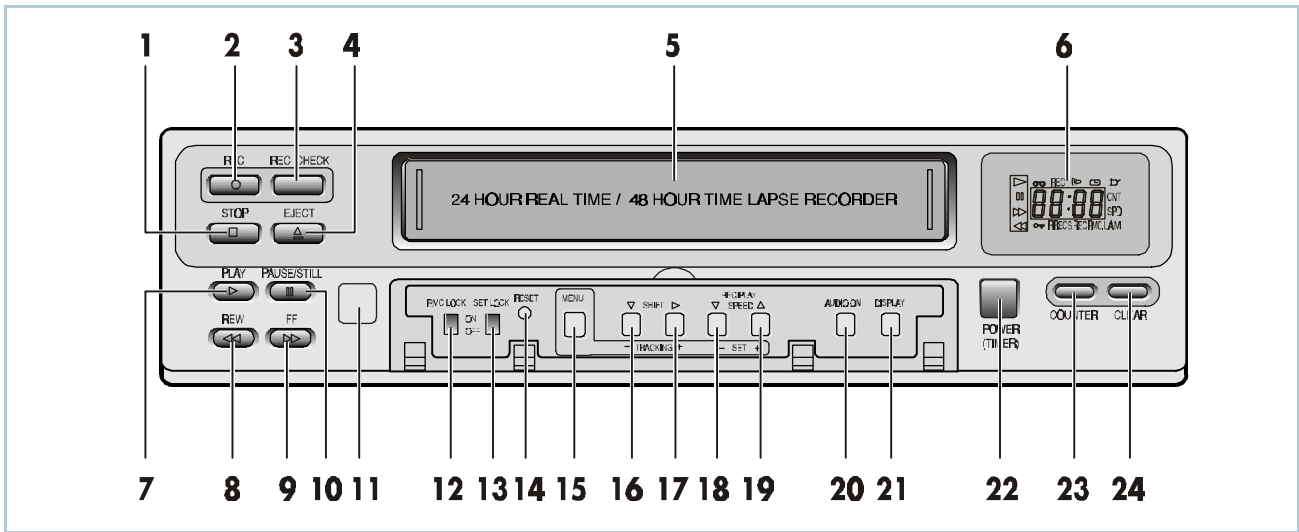 1 2 3 4 5 6
REC REC CHECK
STOP EJECT
24 HOUR REAL TIME / 48 HOUR TIME LAPSE RECORDER
REC
88:88 CNT
SPD
PLAY PAUSE/STILL
REW FF
RESET
SET LOCK
ON
OFF
MENU
SHIFT
REC/PLAY
SPEED
- TRACKING +
- SET +
AUDIO ON DISPLAY
POWER
(TIMER)
COUNTER CLEAR
7 8 9 10 11 12 13 14 15 16 17 18 19 20 21 22 23 24